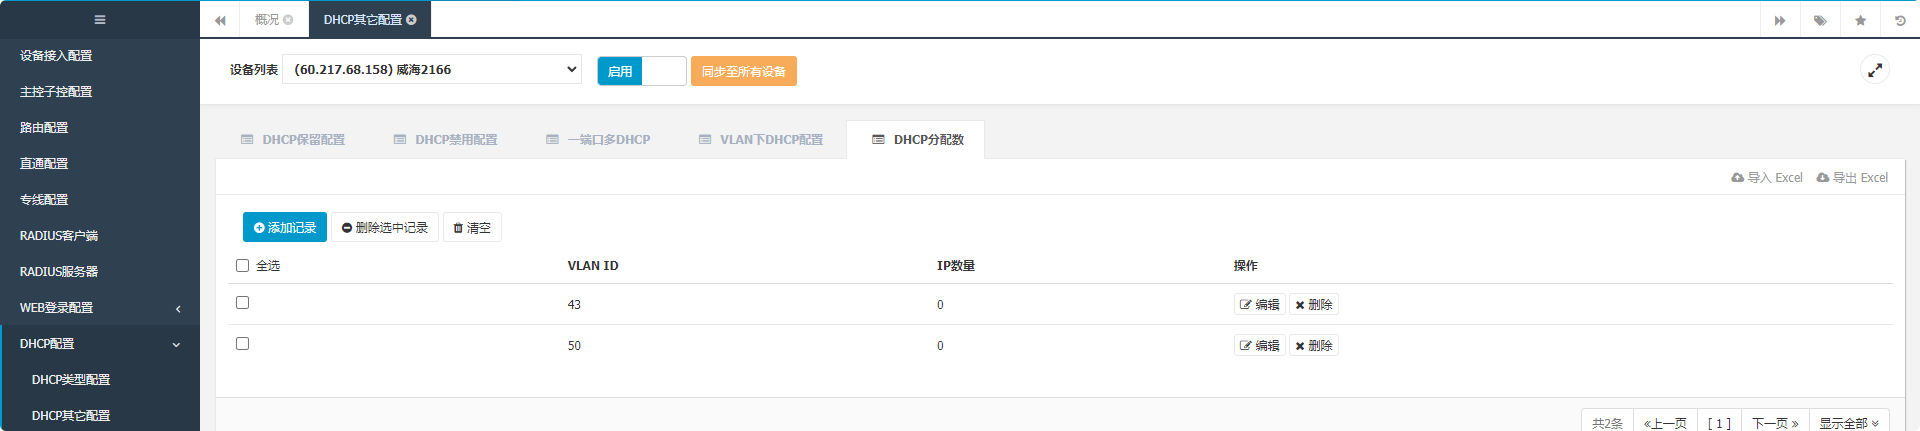 概况
DHCP其它配置
设备接入配置
主控子控配置
路由配置
直通配置
专线配置
RADIUS客户端
RADIUS服务器
WEB登录配置
DHCP配置
DHCP类型配置
DHCP其它配置
设备列表 (60.217.68.158) 威海2166 启用 同步至所有设备
DHCP保留配置 DHCP禁用配置 一端口多DHCP VLAN下DHCP配置 DHCP分配数
导入 Excel 导出 Excel
添加记录 删除选中记录 清空
全选 VLAN ID IP数量 操作
43 0 编辑 删除
50 0 编辑 删除
共2条 «上一页 [ 1 ] 下一页 » 显示全部